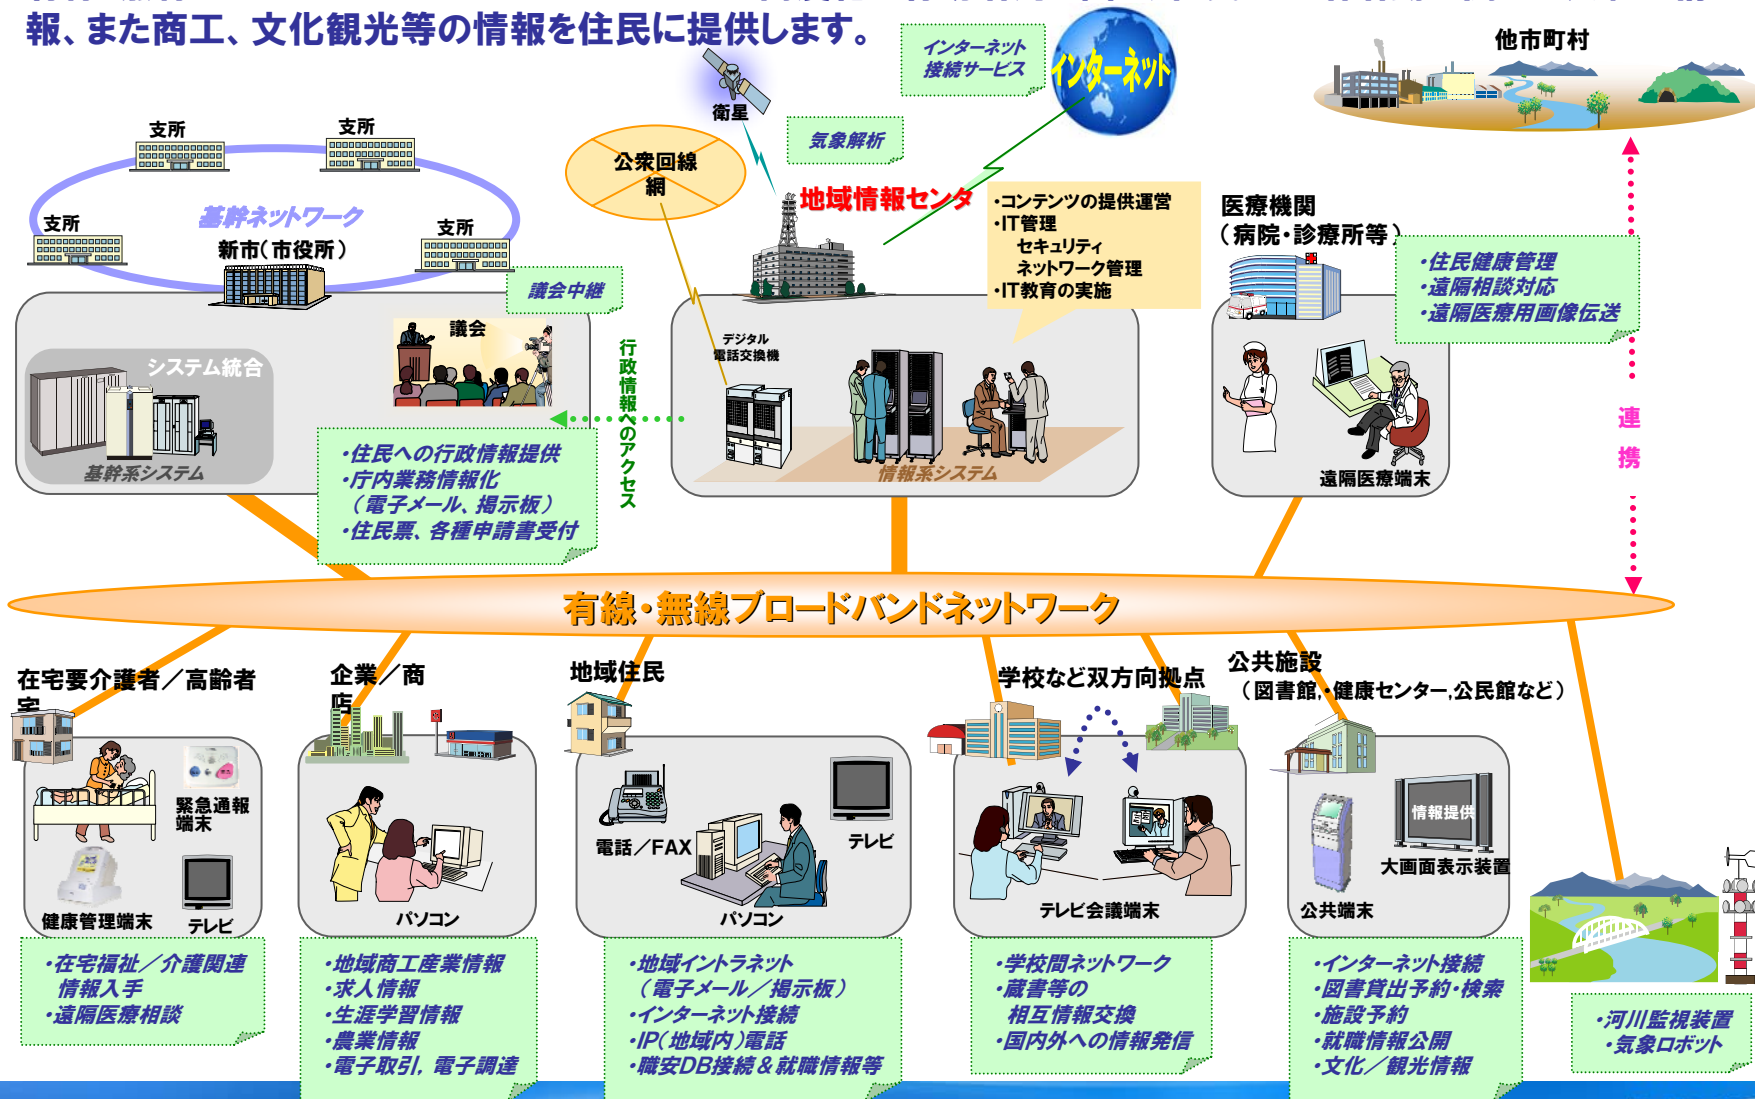 報、また商工、文化観光等の情報を住民に提供します。
インターネット
接続サービス
インターネット
他市町村
衛星
支所
支所
公衆回線
網
気象解析
地域情報センタ
・コンテンツの提供運営
・IT管理
セキュリティ
ネットワーク管理
・IT教育の実施
医療機関
（病院・診療所等）
・住民健康管理
・遠隔相談対応
・遠隔医療用画像伝送
基幹ネットワーク
支所
支所
新市（市役所）
議会中継
議会
システム統合
基幹系システム
・住民への行政情報提供
・庁内業務情報化
（電子メール、掲示板）
・住民票、各種申請書受付
行政情報へのアクセス
デジタル
電話交換機
情報系システム
遠隔医療端末
連
携
有線・無線ブロードバンドネットワーク
在宅要介護者／高齢者
宅
緊急通報
端末
健康管理端末
テレビ
・在宅福祉／介護関連
情報入手
・遠隔医療相談
企業／商
店
パソコン
・地域商工産業情報
・求人情報
・生涯学習情報
・農業情報
・電子取引, 電子調達
地域住民
電話／FAX
テレビ
パソコン
・地域イントラネット
（電子メール／掲示板）
・インターネット接続
・IP（地域内）電話
・職安DB接続＆就職情報等
学校など双方向拠点
テレビ会議端末
・学校間ネットワーク
・蔵書等の
相互情報交換
・国内外への情報発信
公共施設
（図書館,・健康センター,公民館など）
情報提供
大画面表示装置
公共端末
・インターネット接続
・図書貸出予約・検索
・施設予約
・就職情報公開
・文化／観光情報
・河川監視装置
・気象ロボット